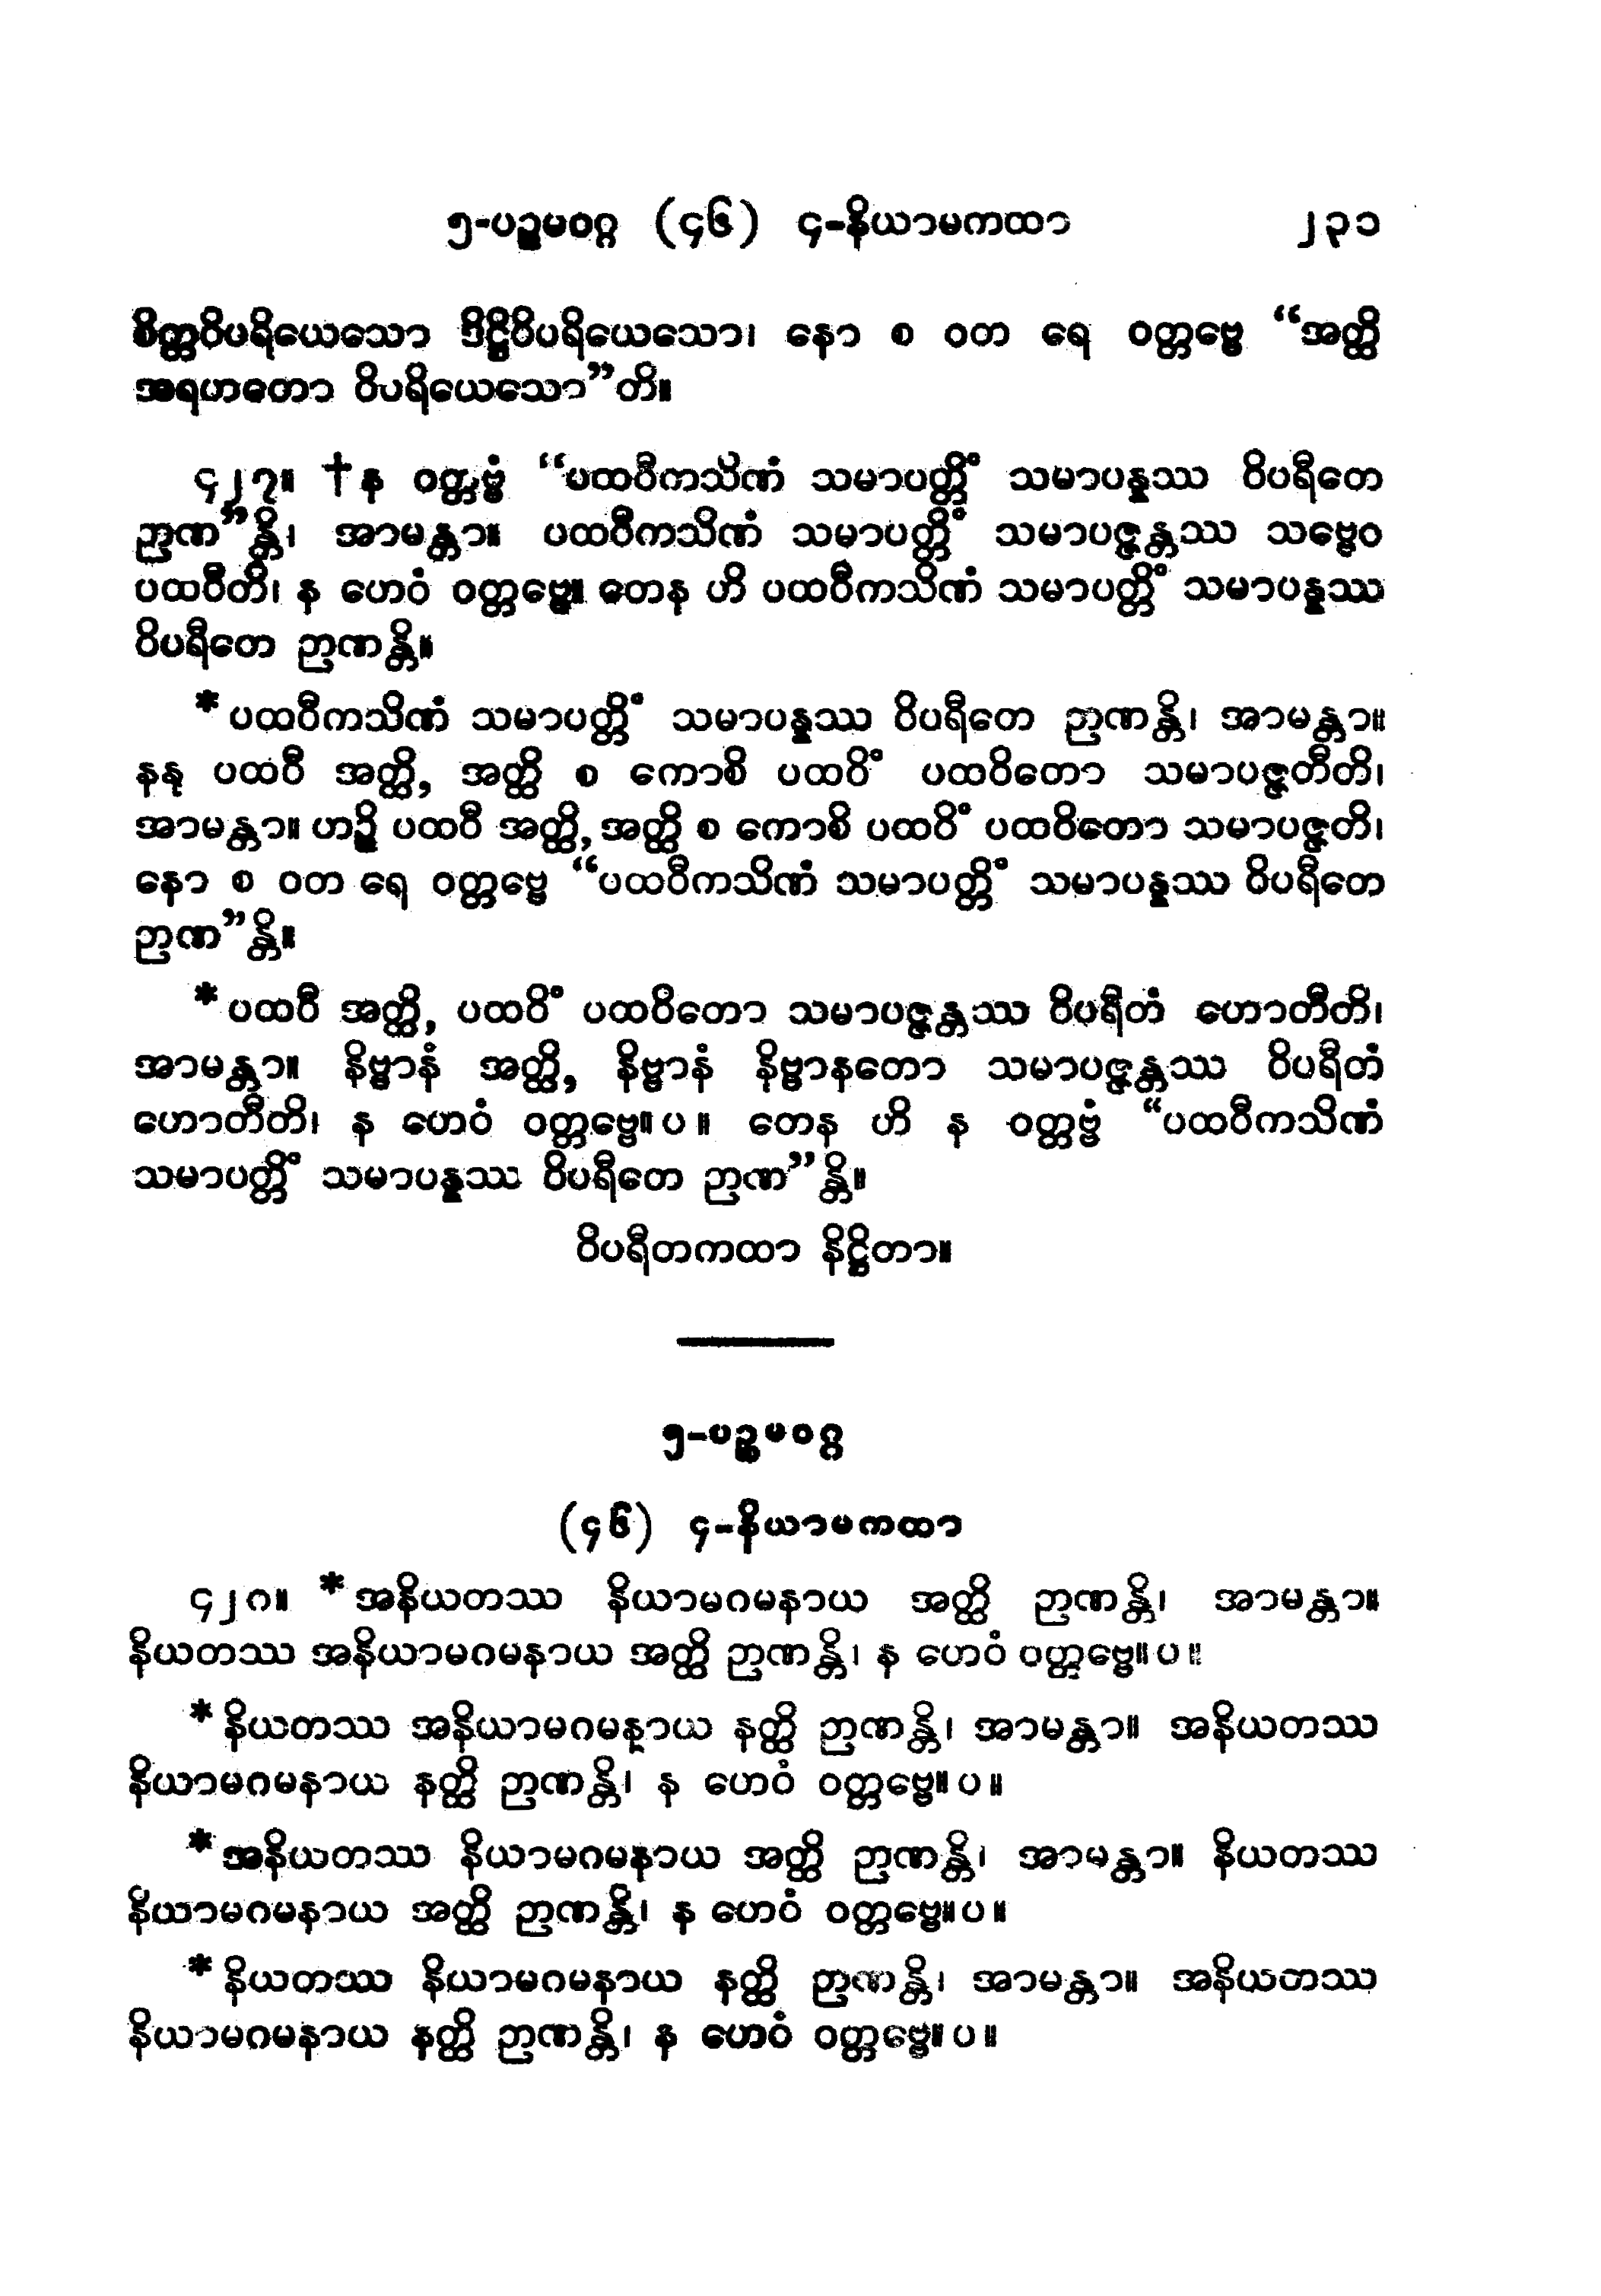 ၅-ပဉ္စမဝဂ္ဂ (၄၆) ၄-နိယာမကထာ ၂၃၁
စိတ္တဝိပရိယေသော ဒိဋ္ဌိဝိပရိယေသော၊ နော စ ဝတ ရေ ဝတ္တဗ္ဗေ “အတ္ထိ
အရဟတော ဝိပရိယေသော”တိ။
၄၂၇။ †န ဝတ္တဗ္ဗံ “ပထဝီကသိဏံ သမာပတ္တိံ သမာပန္နဿ ဝိပရီတေ
ဉာဏ”န္တိ၊ အာမန္တာ။ ပထဝီကသိဏံ သမာပတ္တိံ သမာပဇ္ဇန္တဿ သဗ္ဗေဝ
ပထဝီတိ၊ န ဟေဝံ ဝတ္တဗ္ဗေ။ တေန ဟိ ပထဝီကသိဏံ သမာပတ္တိံ သမာပန္နဿ
ဝိပရီတေ ဉာဏန္တိ။
*ပထဝီကသိဏံ သမာပတ္တိံ သမာပန္နဿ ဝိပရီတေ ဉာဏန္တိ၊ အာမန္တာ။
နနု ပထဝီ အတ္ထိ, အတ္ထိ စ ကောစိ ပထဝိံ ပထဝိတော သမာပဇ္ဇတီတိ၊
အာမန္တာ။ ဟဉ္စိ ပထဝီ အတ္ထိ, အတ္ထိ စ ကောစိ ပထဝိံ ပထဝိတော သမာပဇ္ဇတိ၊
နော စ ဝတ ရေ ဝတ္တဗ္ဗေ “ပထဝီကသိဏံ သမာပတ္တိံ သမာပန္နဿ ဝိပရီတေ
ဉာဏ”န္တိ။
*ပထဝီ အတ္ထိ, ပထဝိံ ပထဝိတော သမာပဇ္ဇန္တဿ ဝိပရီတံ ဟောတီတိ၊
အာမန္တာ။ နိဗ္ဗာနံ အတ္ထိ, နိဗ္ဗာနံ နိဗ္ဗာနတော သမာပဇ္ဇန္တဿ ဝိပရီတံ
ဟောတီတိ၊ န ဟေဝံ ဝတ္တဗ္ဗေ။ပ။ တေန ဟိ န ဝတ္တဗ္ဗံ “ပထဝီကသိဏံ
သမာပတ္တိံ သမာပန္နဿ ဝိပရီတေ ဉာဏ”န္တိ။
ဝိပရီတကထာ နိဋ္ဌိတာ။
၅-ပဉ္စမဝဂ္ဂ
(၄၆) ၄-နိယာမကထာ
၄၂၈။ *အနိယတဿ နိယာမဂမနာယ အတ္ထိ ဉာဏန္တိ၊ အာမန္တာ။
နိယတဿ အနိယာမဂမနာယ အတ္ထိ ဉာဏန္တိ၊ န ဟေဝံ ဝတ္တဗ္ဗေ။ပ။
*နိယတဿ အနိယာမဂမနာယ နတ္ထိ ဉာဏန္တိ၊ အာမန္တာ။ အနိယတဿ
နိယာမဂမနာယ နတ္ထိ ဉာဏန္တိ၊ န ဟေဝံ ဝတ္တဗ္ဗေ။ပ။
*အနိယတဿ နိယာမဂမနာယ အတ္ထိ ဉာဏန္တိ၊ အာမန္တာ။ နိယတဿ
နိယာမဂမနာယ အတ္ထိ ဉာဏန္တိ၊ န ဟေဝံ ဝတ္တဗ္ဗေ။ပ။
*နိယတဿ နိယာမဂမနာယ နတ္ထိ ဉာဏန္တိ၊ အာမန္တာ။ အနိယတဿ
နိယာမဂမနာယ နတ္ထိ ဉာဏန္တိ၊ န ဟေဝံ ဝတ္တဗ္ဗေ။ပ။